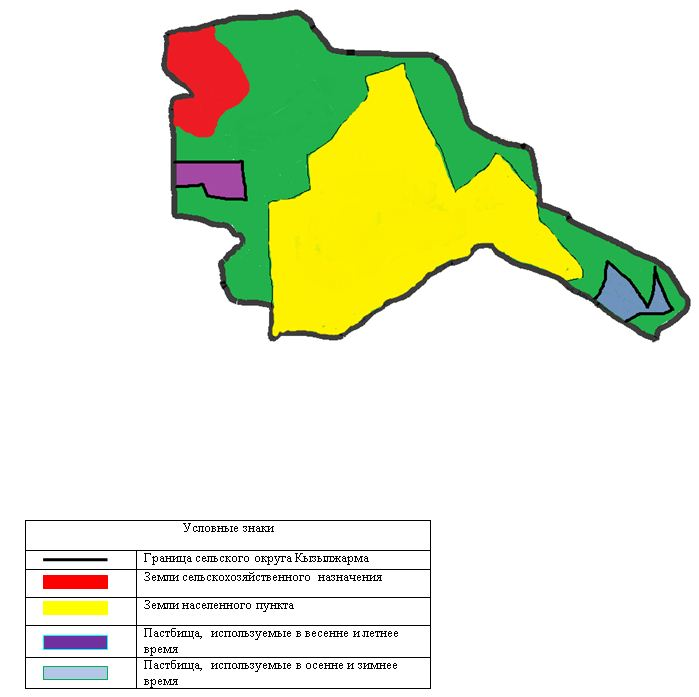 Условные знаки
Граница сельского округа Кызылжарма
Земли сельскохозяйственного назначения
Земли населенного пункта
Пастбища, используемые в весенне и летнее
время
Пастбища, используемые в осенне и зимнее
время